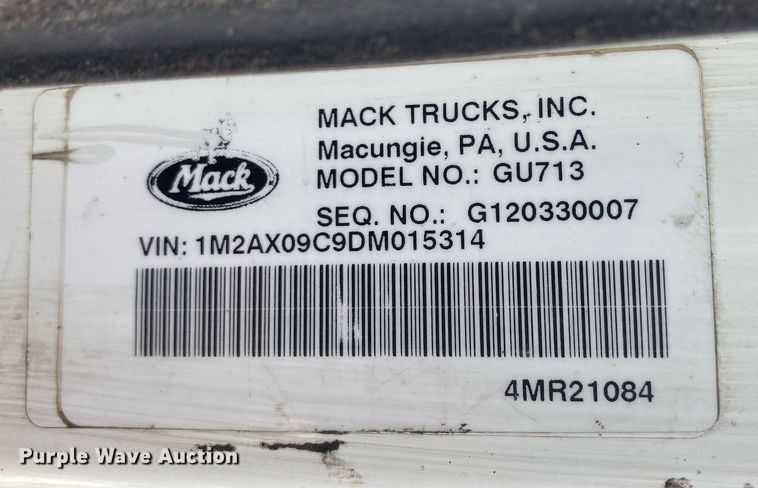 MACK TRUCKS, INC.
Macungie, PA, U.S.A.
Mack
MODEL NO.: GU713
SEQ. NO.: G120330007
VIN: 1M2AX09C9DM015314
4MR21084
Purple Wave Auction